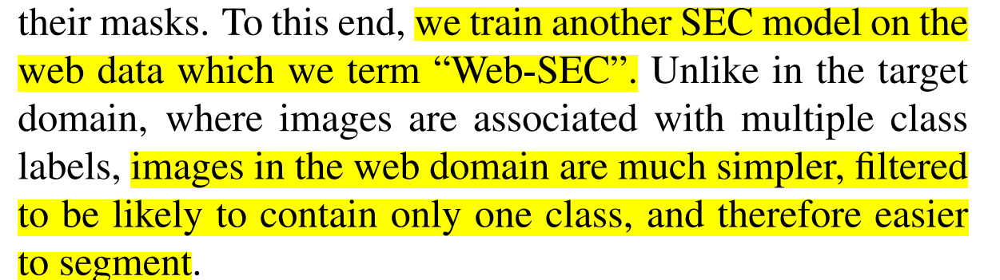 their masks. To this end, we train another SEC model on the
web data which we term “Web-SEC”. Unlike in the target
domain, where images are associated with multiple class
labels, images in the web domain are much simpler, filtered
to be likely to contain only one class, and therefore easier
to segment.